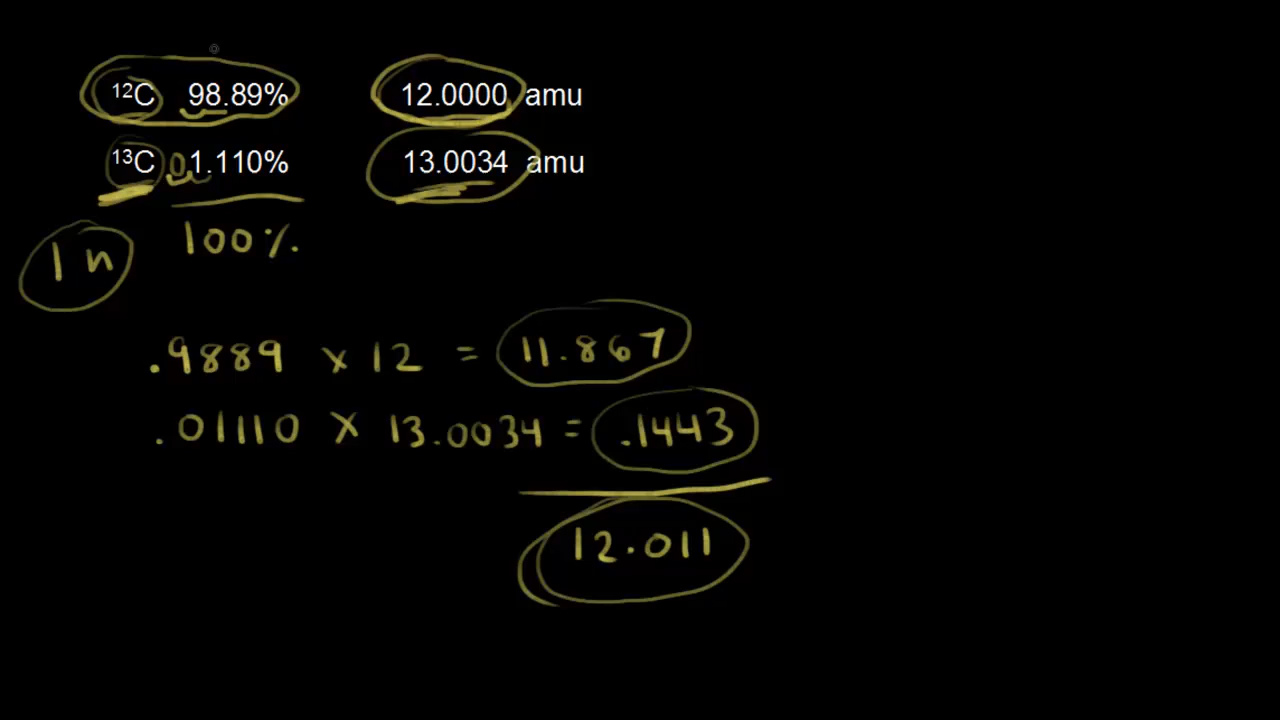 ¹²C 98.89% 12.0000 amu
¹³C 01.110% 13.0034 amu
1 n 100%.
.9889 x 12 = 11.867
.01110 x 13.0034 = .1443
12.011